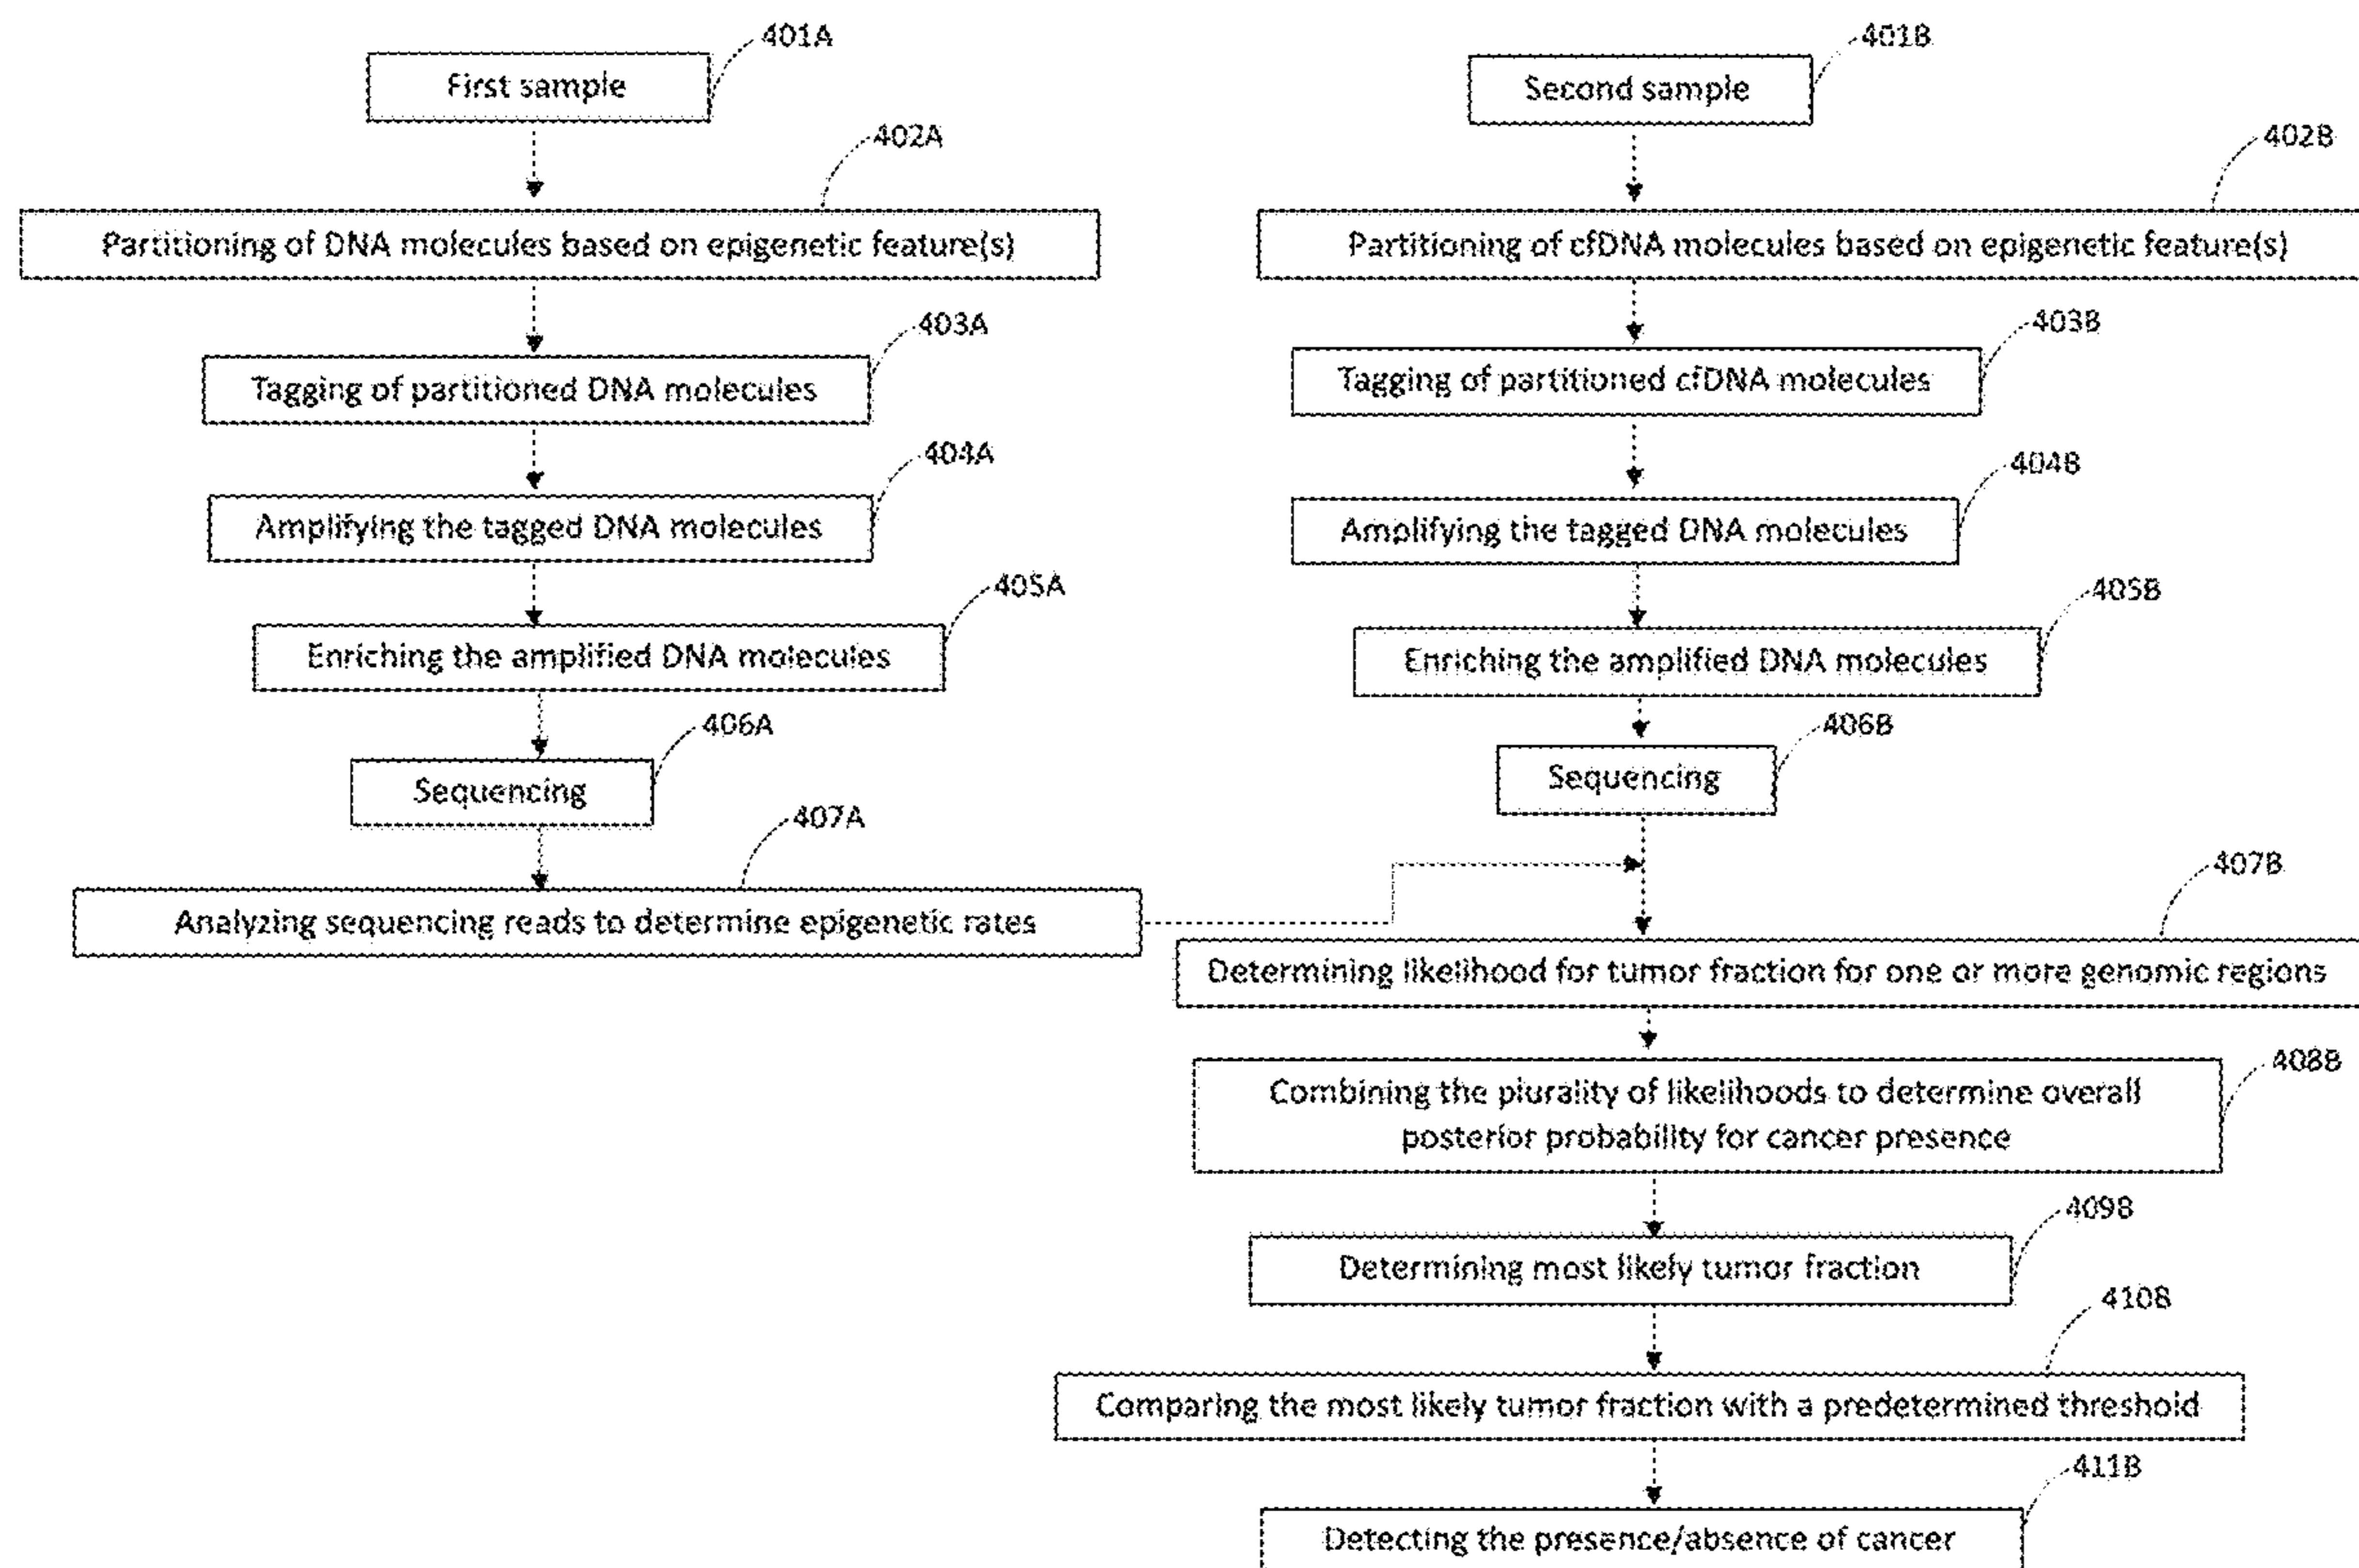 401A
First sample
402A
Partitioning of DNA molecules based on epigenetic feature(s)
403A
Tagging of partitioned DNA molecules
404A
Amplifying the tagged DNA molecules
405A
Enriching the amplified DNA molecules
406A
Sequencing
407A
Analyzing sequencing reads to determine epigenetic rates
401B
Second sample
402B
Partitioning of cfDNA molecules based on epigenetic feature(s)
403B
Tagging of partitioned cfDNA molecules
404B
Amplifying the tagged DNA molecules
405B
Enriching the amplified DNA molecules
406B
Sequencing
407B
Determining likelihood for tumor fraction for one or more genomic regions
408B
Combining the plurality of likelihoods to determine overall
posterior probability for cancer presence
409B
Determining most likely tumor fraction
410B
Comparing the most likely tumor fraction with a predetermined threshold
411B
Detecting the presence/absence of cancer